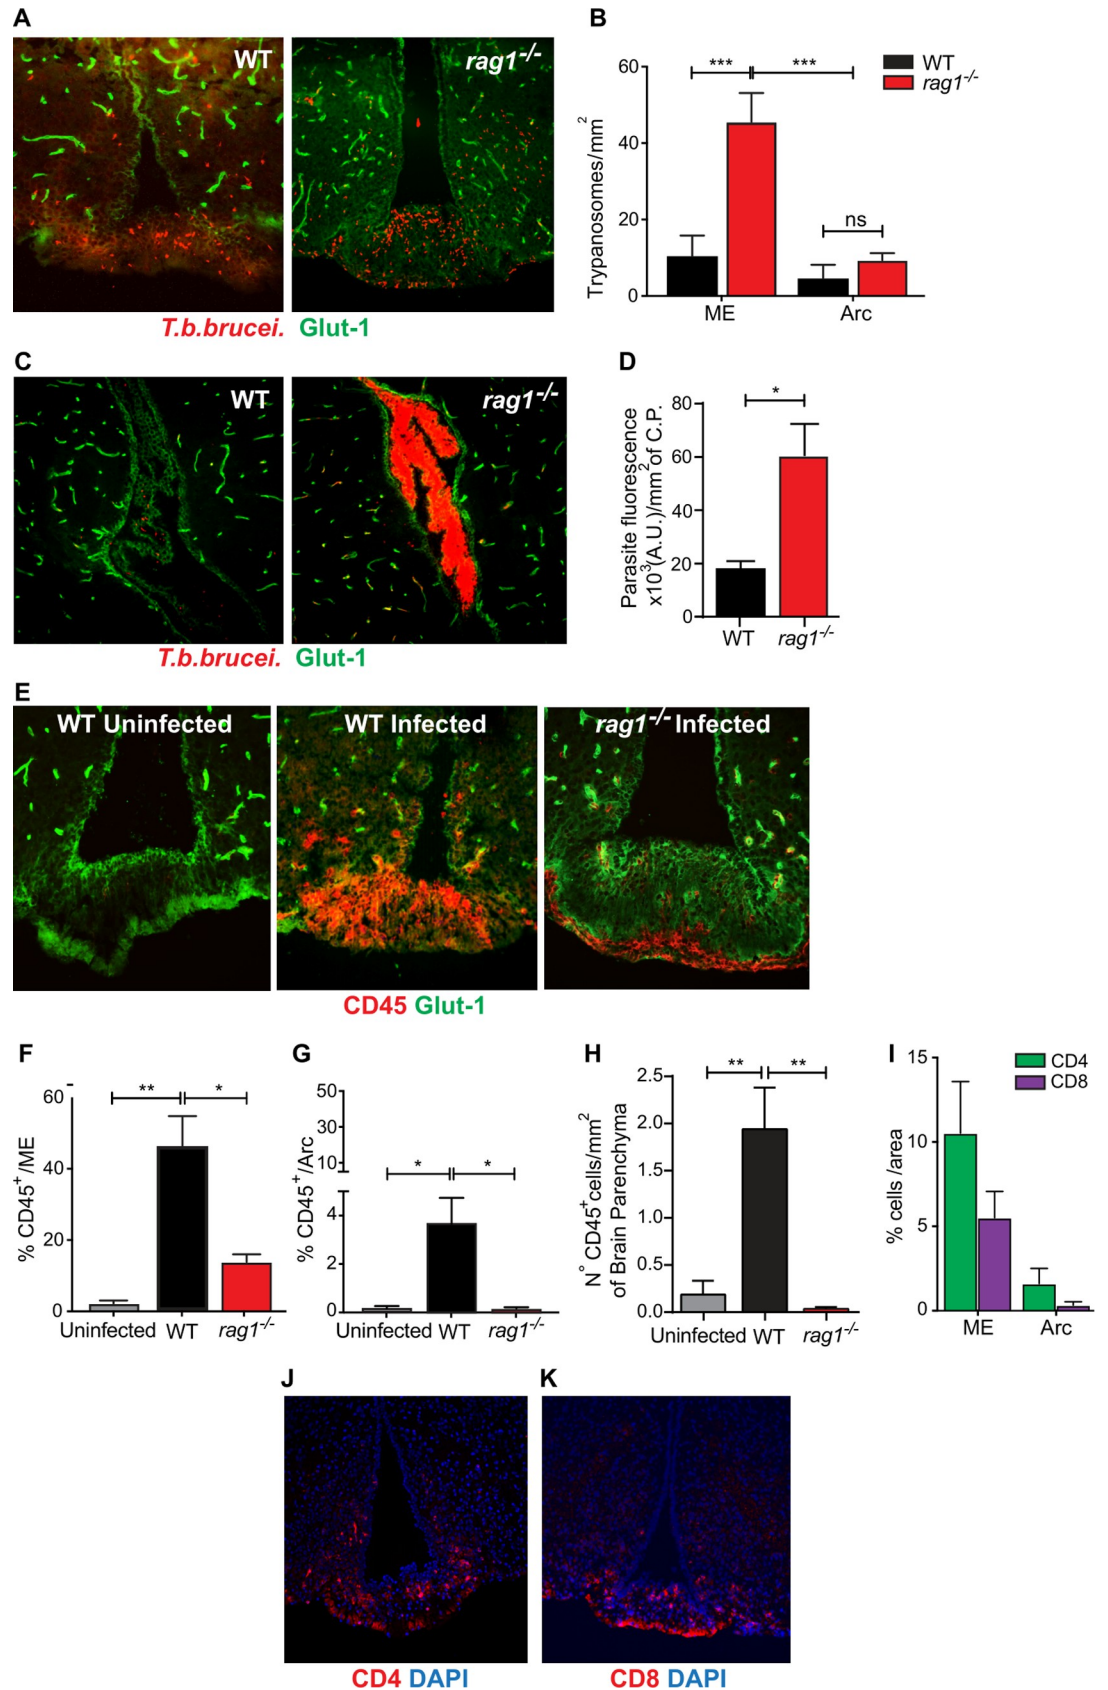 A
WT
rag1-/-
T.b.brucei. Glut-1
B
WT
rag1-/-
Trypanosomes/mm2
60
40
20
0
***
***
ns
ME
Arc
C
WT
rag1-/-
T.b.brucei. Glut-1
D
Parasite fluorescence
x103(A.U.)/mm2of C.P.
80
60
40
20
0
*
WT
rag1-/-
E
WT Uninfected
WT Infected
rag1-/- Infected
CD45 Glut-1
F
% CD45+/ME
60
40
20
0
**
*
Uninfected
WT
rag1-/-
G
% CD45+/Arc
50
30
10
4
2
0
*
*
Uninfected
WT
rag1-/-
H
N° CD45+cells/mm2
of Brain Parenchyma
2.5
2.0
1.5
1.0
0.5
0.0
**
**
Uninfected
WT
rag1-/-
I
CD4
CD8
% cells /area
15
10
5
0
ME
Arc
J
CD4 DAPI
K
CD8 DAPI